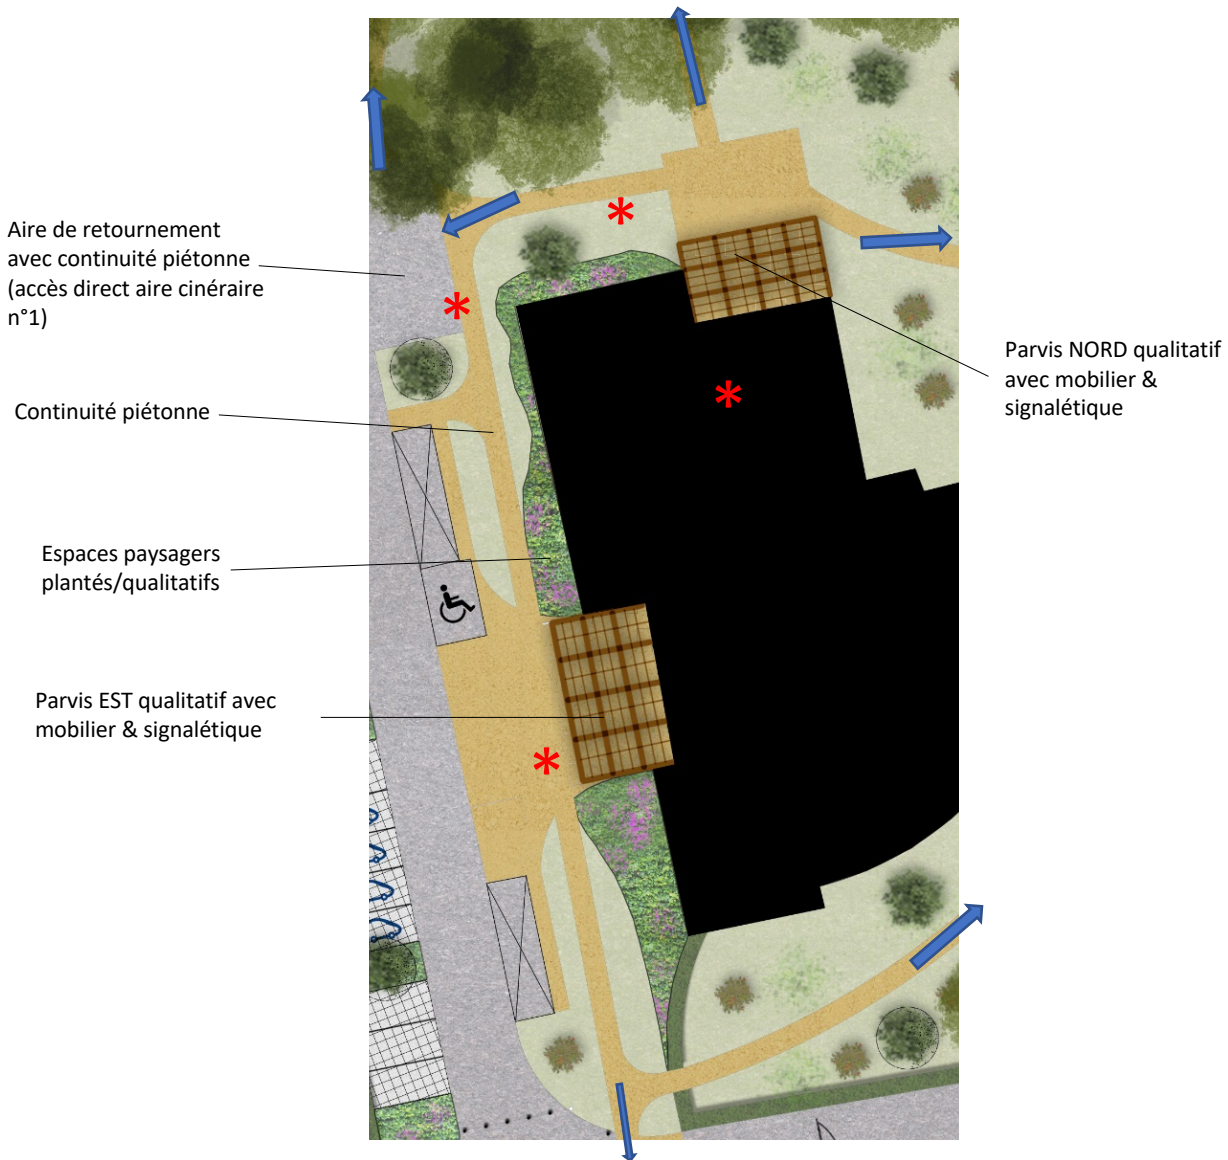 Aire de retournement
avec continuité piétonne
(accès direct aire cinéraire
n°1)
Continuité piétonne
Espaces paysagers
plantés/qualitatifs
Parvis EST qualitatif avec
mobilier & signalétique
Parvis NORD qualitatif
avec mobilier &
signalétique